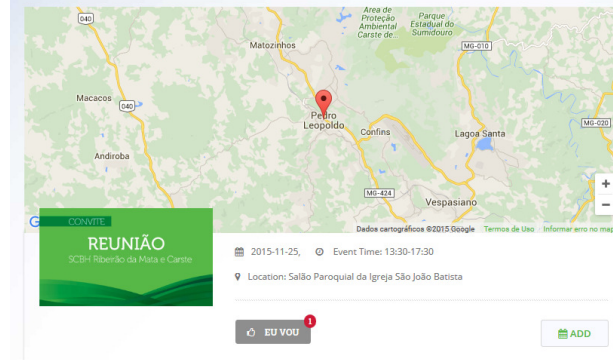 Área de
Proteção
Ambiental
Carste de...
Parque
Estadual do
Sumidouro
040
MG-010
Matozinhos
Macacos
040
Pedro
Leopoldo
Confins
Lagoa Santa
MG-020
Andiroba
MG-424
Vespasiano
+
−
G
Dados cartográficos ©2015 Google
Termos de Uso
Informar erro no map
CONVITE
REUNIÃO
SCBH Ribeirão da Mata e Carste
2015-11-25,
Event Time: 13:30-17:30
Location: Salão Paroquial da Igreja São João Batista
EU VOU
1
ADD